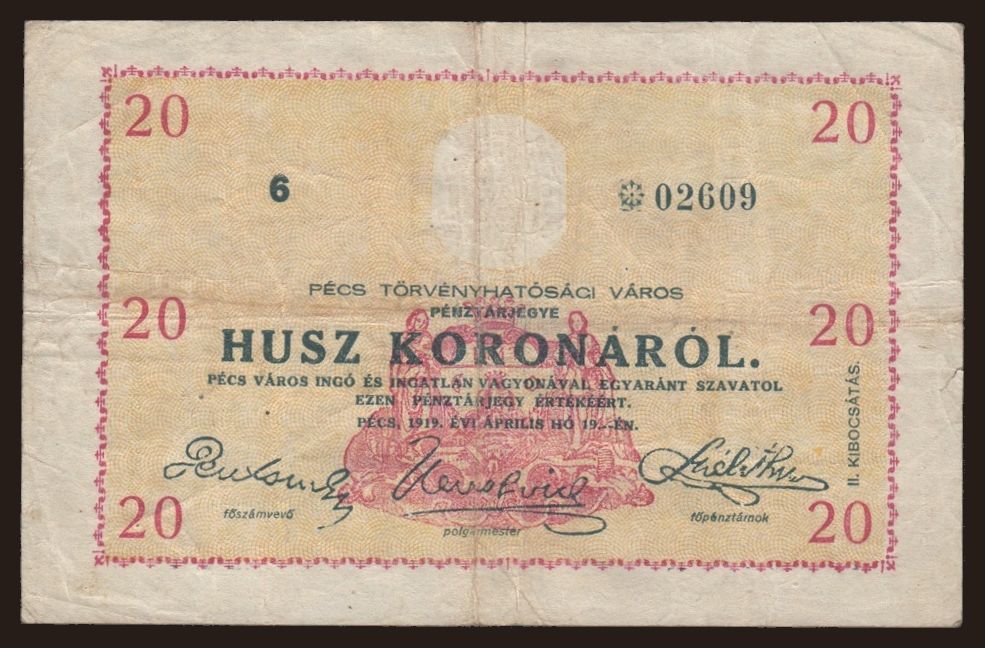 20 20
6 02609
PÉCS TÖRVÉNYHATÓSÁGI VÁROS
PÉNZTÁRJEGYE
20 20
HUSZ KORONÁRÓL.
PÉCS VÁROS INGÓ ÉS INGATLAN VAGYONÁVAL EGYARÁNT SZAVATOL
EZEN PÉNZTÁRJEGY ÉRTÉKÉÉRT.
PÉCS, 1919. ÉVI ÁPRILIS HÓ 19.-ÉN.
II. KIBOCSÁTÁS.
20 20
főszámvevő
polgármester
főpénztárnok